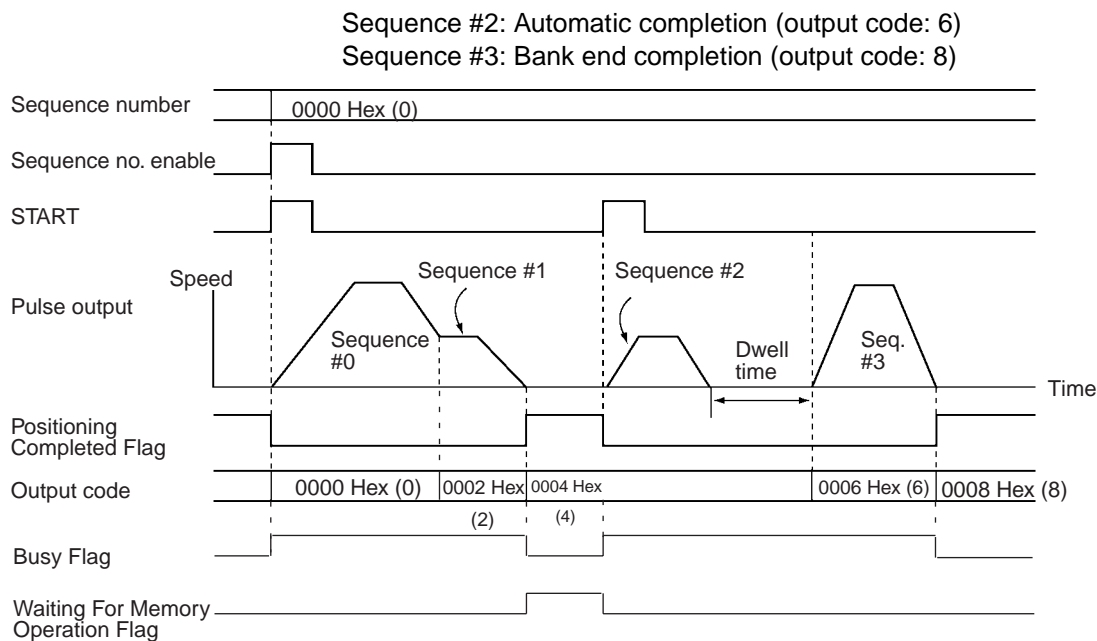 Sequence #2: Automatic completion (output code: 6)
Sequence #3: Bank end completion (output code: 8)
Sequence number
0000 Hex (0)
Sequence no. enable
START
Speed
Pulse output
Sequence #0
Sequence #1
Sequence #2
Dwell time
Seq. #3
Time
Positioning
Completed Flag
Output code
0000 Hex (0)
0002 Hex
(2)
0004 Hex
(4)
0006 Hex (6)
0008 Hex (8)
Busy Flag
Waiting For Memory
Operation Flag